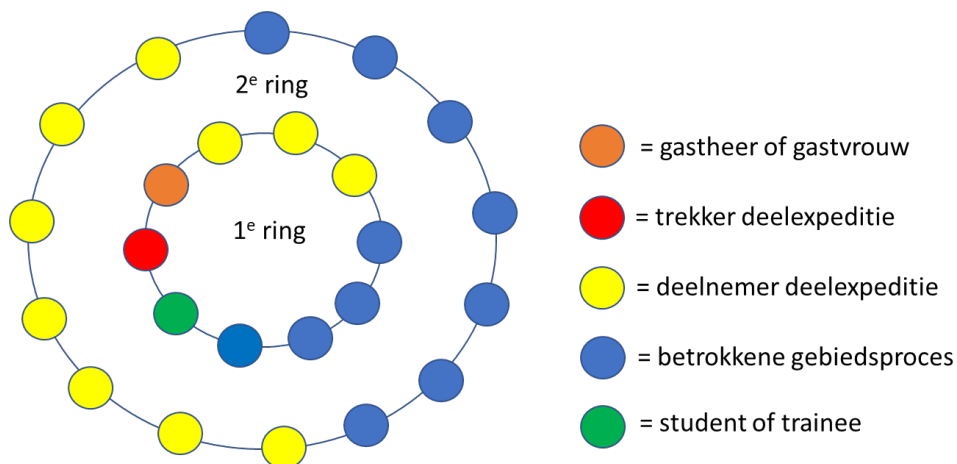 2e ring
1e ring
= gastheer of gastvrouw
= trekker deelexpeditie
= deelnemer deelexpeditie
= betrokkene gebiedsproces
= student of trainee